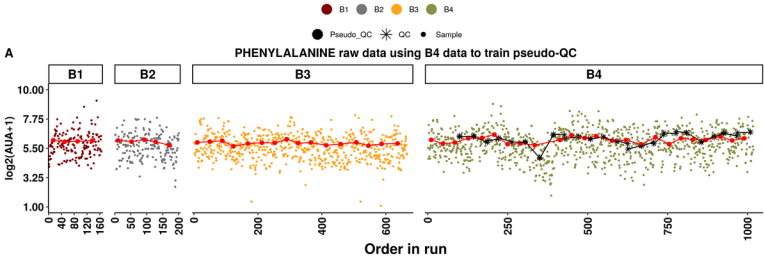 B1 B2 B3 B4
Pseudo_QC QC Sample
A PHENYLALANINE raw data using B4 data to train pseudo-QC
B1 B2 B3 B4
log2(AUA+1)
10.00
7.75
5.50
3.25
1.00
0 40 80 120 160 0 50 100 150 200 0 200 400 600 0 250 500 750 1000
Order in run